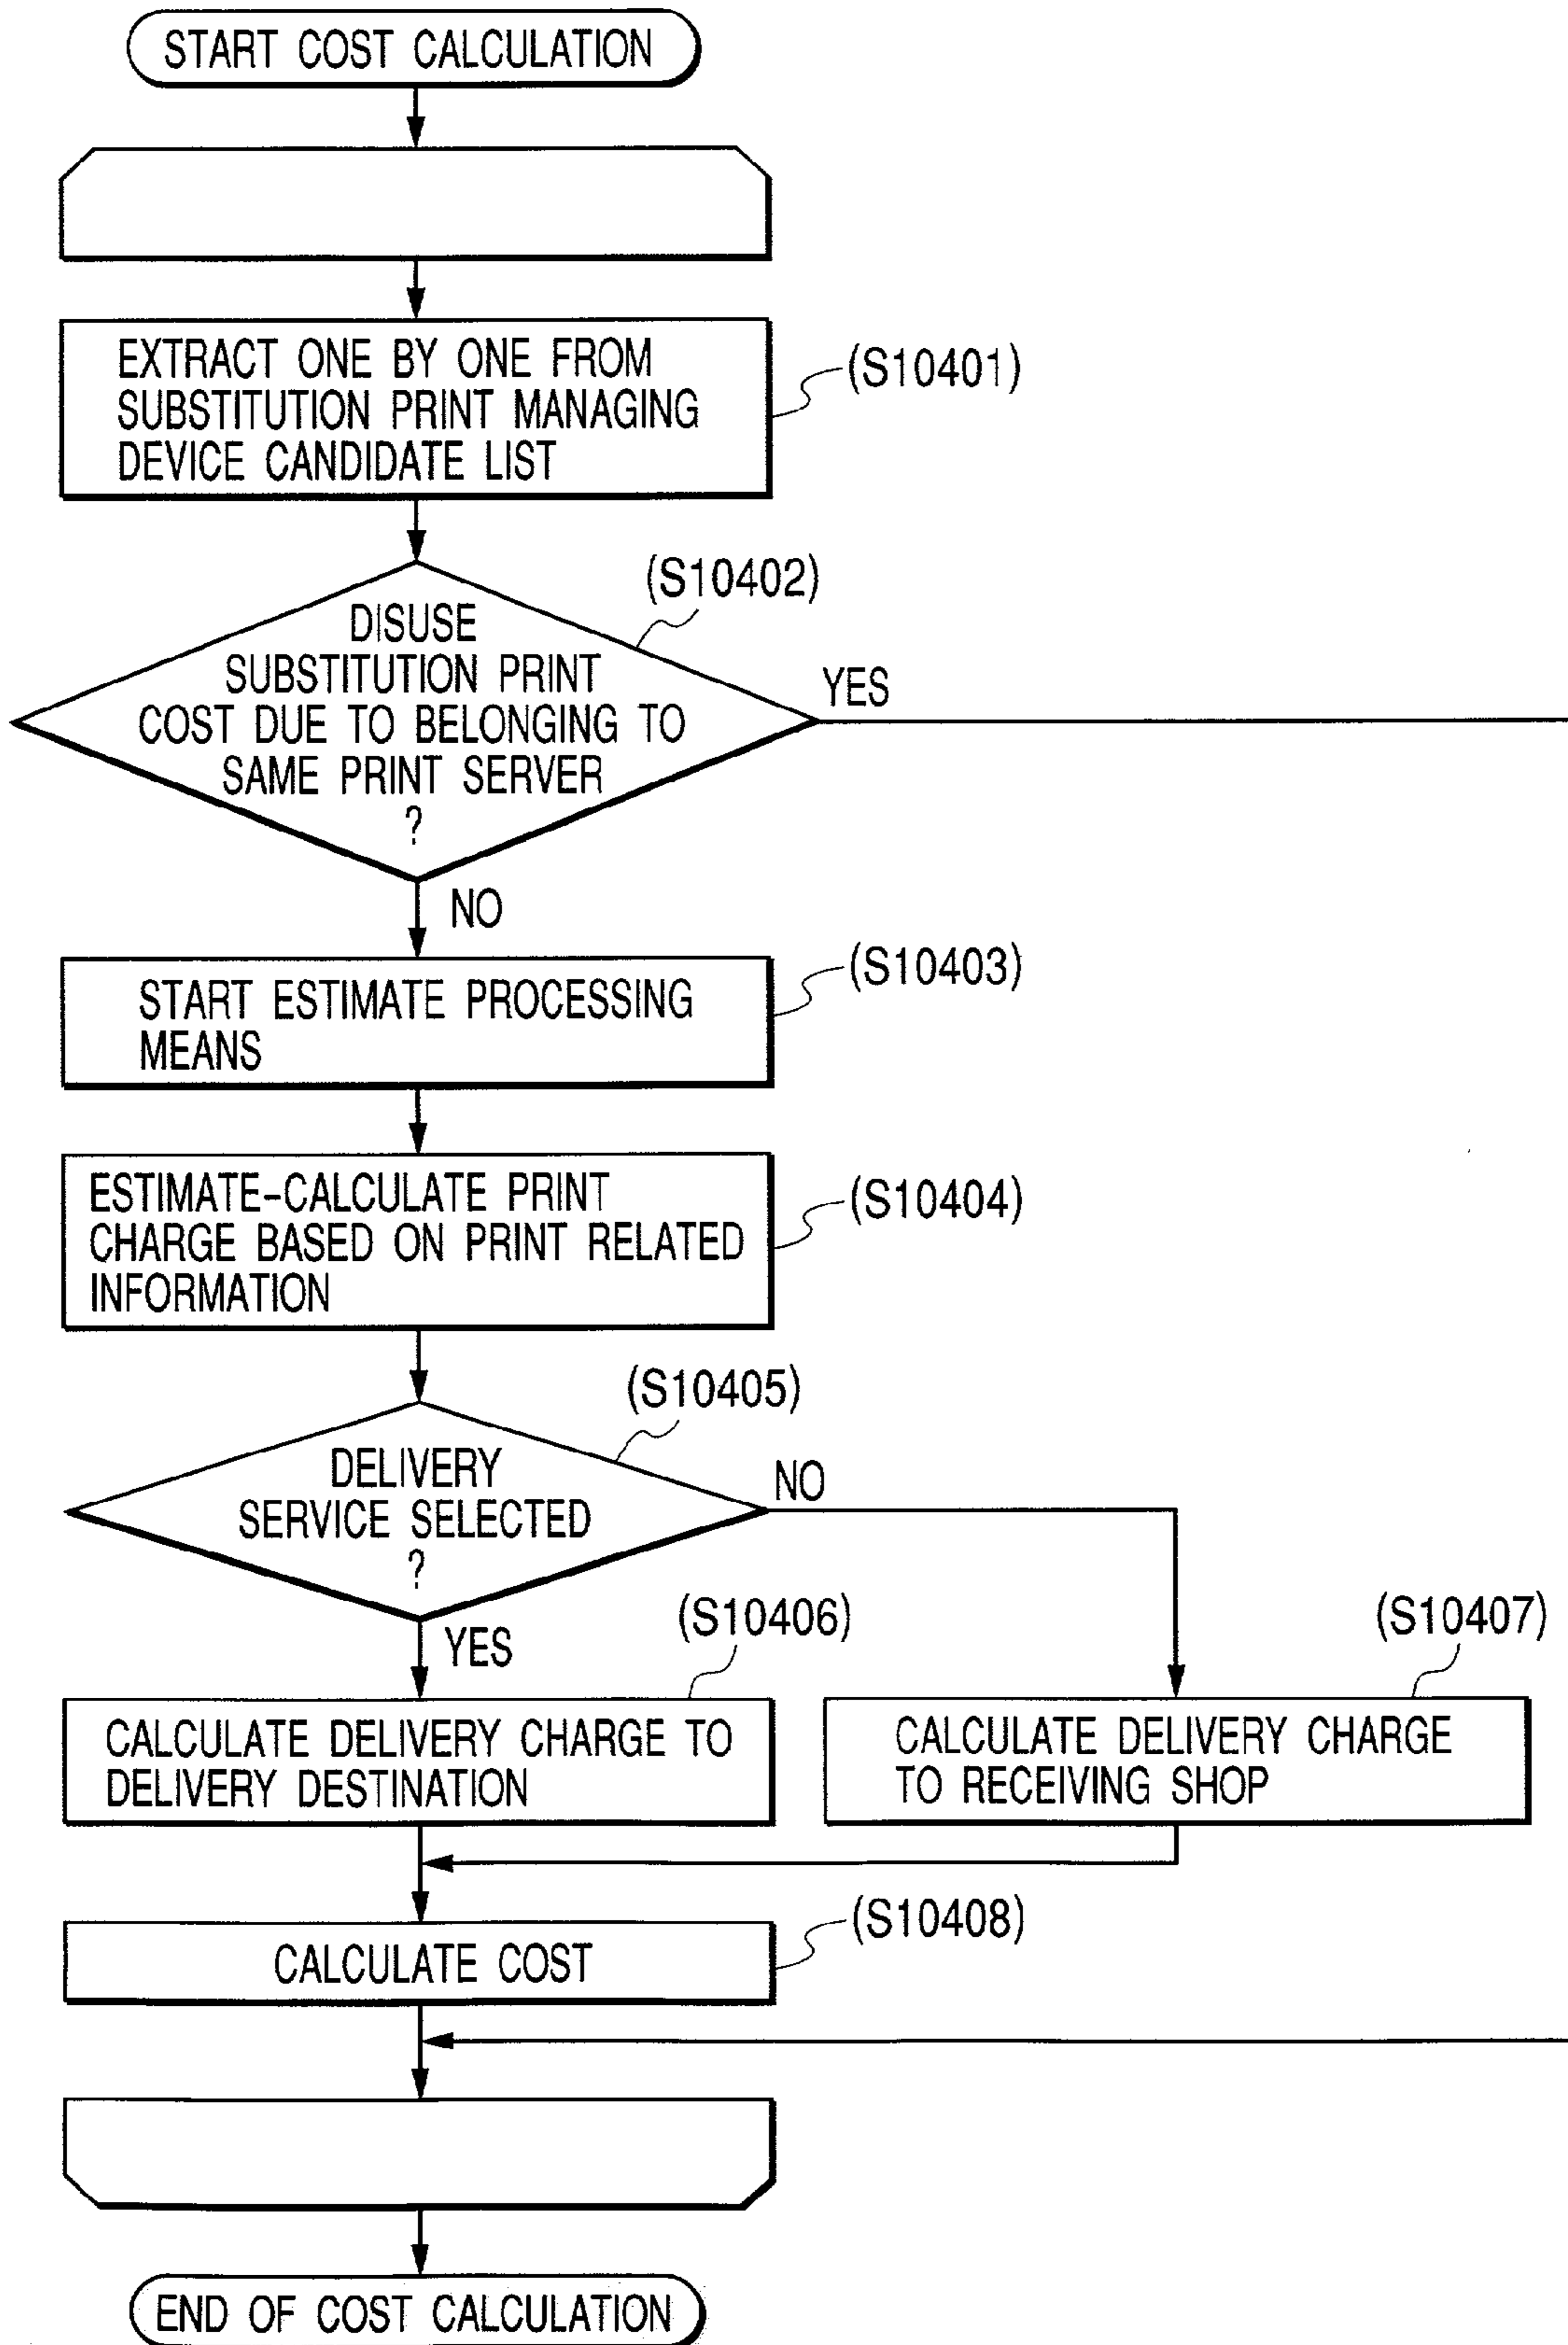 START COST CALCULATION
EXTRACT ONE BY ONE FROM
SUBSTITUTION PRINT MANAGING
DEVICE CANDIDATE LIST
(S10401)
(S10402)
DISUSE
SUBSTITUTION PRINT
COST DUE TO BELONGING TO
SAME PRINT SERVER
?
YES
NO
START ESTIMATE PROCESSING
MEANS
(S10403)
ESTIMATE-CALCULATE PRINT
CHARGE BASED ON PRINT RELATED
INFORMATION
(S10404)
(S10405)
DELIVERY
SERVICE SELECTED
?
NO
YES
(S10406)
CALCULATE DELIVERY CHARGE TO
DELIVERY DESTINATION
(S10407)
CALCULATE DELIVERY CHARGE
TO RECEIVING SHOP
CALCULATE COST
(S10408)
END OF COST CALCULATION